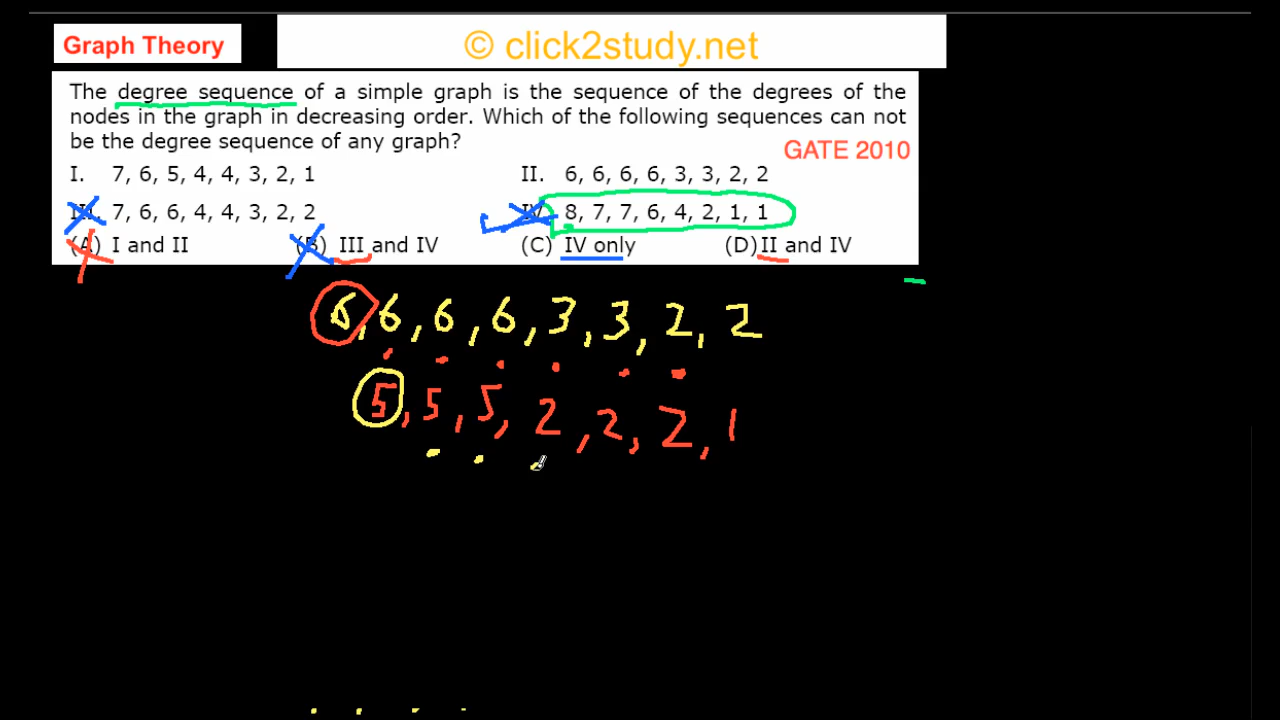 Graph Theory
© click2study.net
The degree sequence of a simple graph is the sequence of the degrees of the
nodes in the graph in decreasing order. Which of the following sequences can not
be the degree sequence of any graph?
GATE 2010
I. 7, 6, 5, 4, 4, 3, 2, 1 II. 6, 6, 6, 6, 3, 3, 2, 2
III. 7, 6, 6, 4, 4, 3, 2, 2 IV. 8, 7, 7, 6, 4, 2, 1, 1
(A) I and II (B) III and IV (C) IV only (D) II and IV
6, 6, 6, 6, 3, 3, 2, 2
5, 5, 5, 2, 2, 2, 1